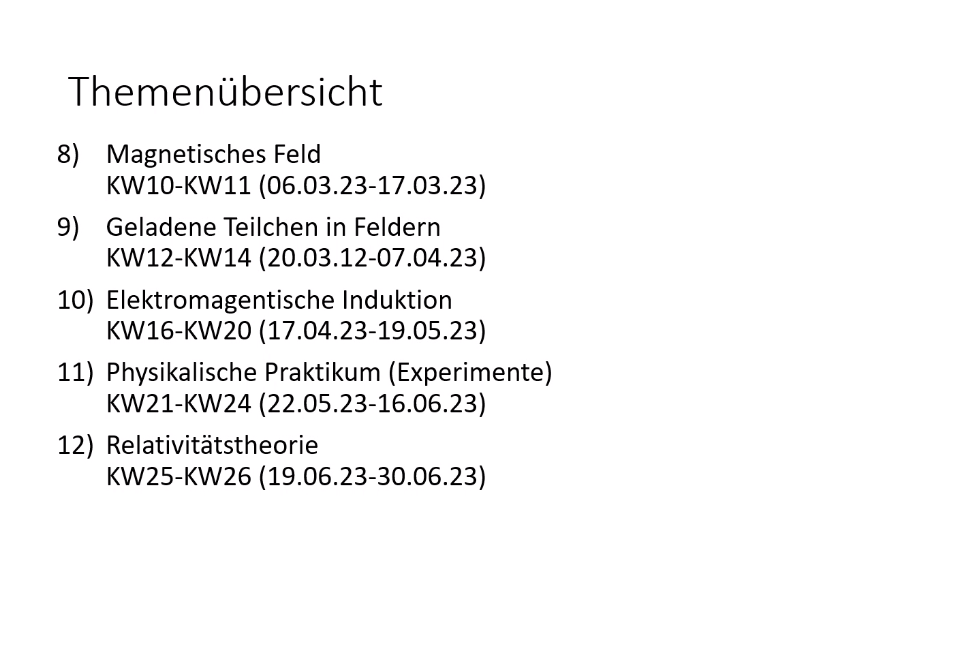 Themenübersicht
8) Magnetisches Feld
KW10-KW11 (06.03.23-17.03.23)
9) Geladene Teilchen in Feldern
KW12-KW14 (20.03.12-07.04.23)
10) Elektromagentische Induktion
KW16-KW20 (17.04.23-19.05.23)
11) Physikalische Praktikum (Experimente)
KW21-KW24 (22.05.23-16.06.23)
12) Relativitätstheorie
KW25-KW26 (19.06.23-30.06.23)